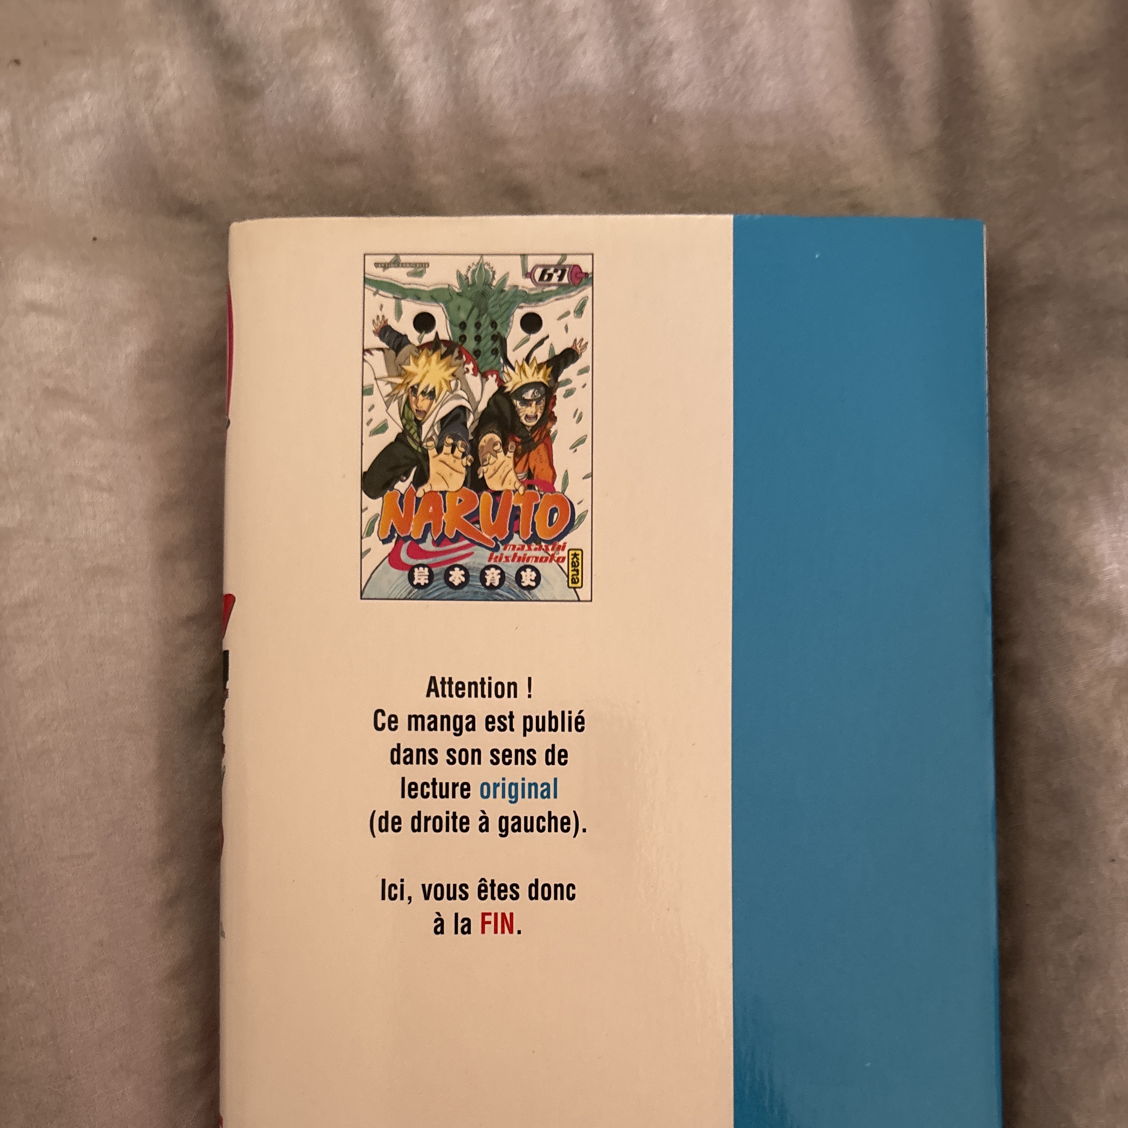 67
NARUTO
masashi
kishimoto
岸本斉史
kana
Attention !
Ce manga est publié
dans son sens de
lecture original
(de droite à gauche).
Ici, vous êtes donc
à la FIN.